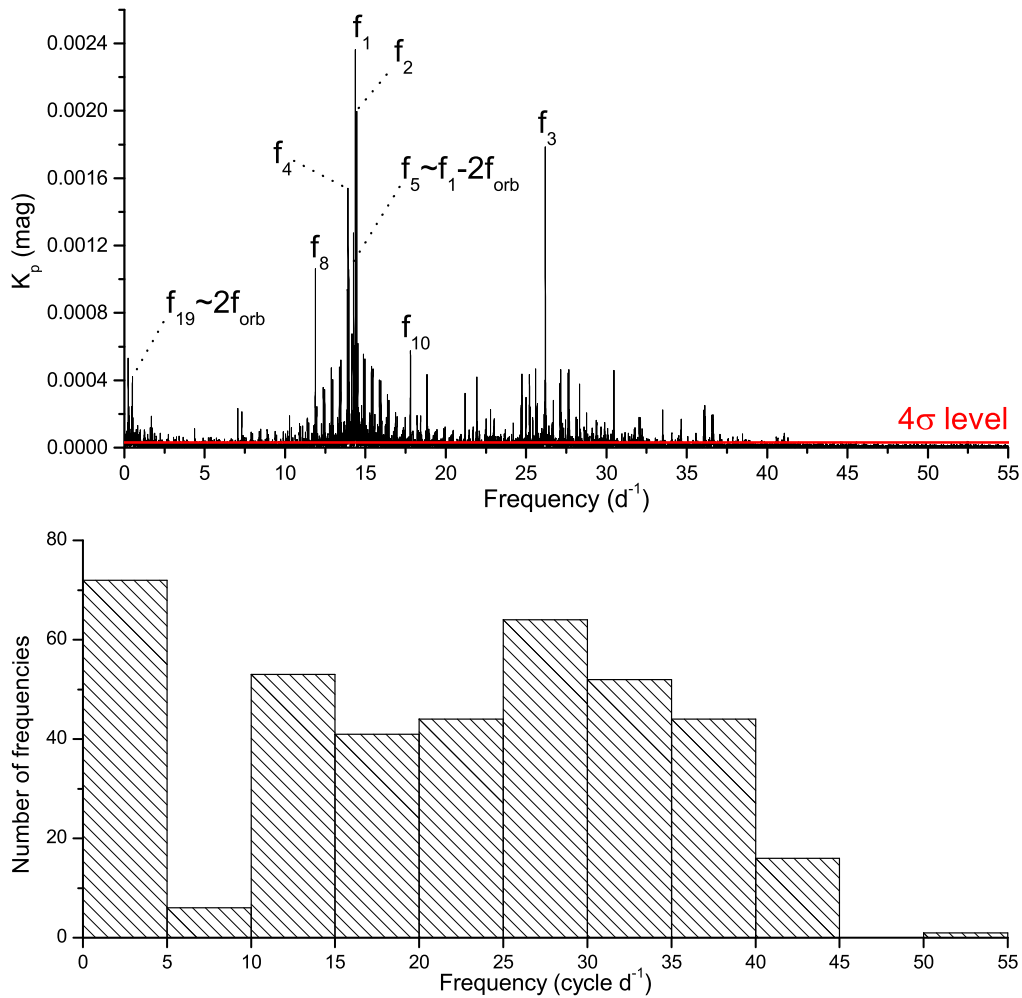 f1
f2
f3
f4
f5~f1-2forb
f8
f19~2forb
f10
4σ level
Kp (mag)
0.0024
0.0020
0.0016
0.0012
0.0008
0.0004
0.0000
0 5 10 15 20 25 30 35 40 45 50 55
Frequency (d-1)
Number of frequencies
80
60
40
20
0
0 5 10 15 20 25 30 35 40 45 50 55
Frequency (cycle d-1)